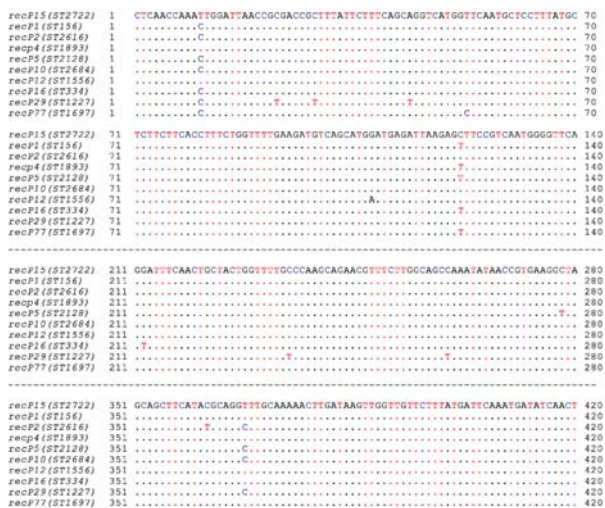 recP15(ST2722) 1 CTCAACCAAATTGGATTAACCGCGACCGCTTTATTCTTTCAGCAGGTCATGGTTCAATGCTCCTTTATGC 70
recP1(ST156) 1 ..........C........................................................... 70
recP2(ST2616) 1 ..........C........................................................... 70
recp4(ST1893) 1 ..........C........................................................... 70
recP5(ST2128) 1 ..........C........................................................... 70
recP10(ST2684) 1 ..........C........................................................... 70
recP12(ST1556) 1 ..........C........................................................... 70
recP16(ST334) 1 ..........C........................................................... 70
recP29(ST1227) 1 ..........C...........T.....T..............T.......................... 70
recP77(ST1697) 1 ..........C.........................................C................. 70
recP15(ST2722) 71 TCTTCTTCACCTTTCTGGTTTTGAAGATGTCAGCATGGATGAGATTAAGAGCTTCCGTCAATGGGGTTCA 140
recP1(ST156) 71 ...................................................T.................. 140
recP2(ST2616) 71 ...................................................................... 140
recp4(ST1893) 71 ...................................................T.................. 140
recP5(ST2128) 71 ...................................................T.................. 140
recP10(ST2684) 71 ...................................................................... 140
recP12(ST1556) 71 .....................................A................................ 140
recP16(ST334) 71 ...................................................T.................. 140
recP29(ST1227) 71 ...................................................................... 140
recP77(ST1697) 71 ...................................................T.................. 140
recP15(ST2722) 211 GGATTTCAACTGCTACTGGTTTTGCCCAAGCAGAACGTTTCTTGGCAGCCAAATATAACCGTGAAGGCTA 280
recP1(ST156) 211 ...................................................................... 280
recP2(ST2616) 211 ...................................................................... 280
recp4(ST1893) 211 ...................................................................... 280
recP5(ST2128) 211 ...................................................................T.. 280
recP10(ST2684) 211 ...................................................................... 280
recP12(ST1556) 211 ...................................................................... 280
recP16(ST334) 211 .T.................................................................... 280
recP29(ST1227) 211 ........................T........................T.................... 280
recP77(ST1697) 211 ...................................................................... 280
recP15(ST2722) 351 GCAGCTTCATACGCAGGTTTGCAAAAACTTGATAAGTTGGTTGTTCTTTATGATTCAAATGATATCAACT 420
recP1(ST156) 351 ...................................................................... 420
recP2(ST2616) 351 ...........T.....C.................................................... 420
recp4(ST1893) 351 ...................................................................... 420
recP5(ST2128) 351 .................C.................................................... 420
recP10(ST2684) 351 .................C.................................................... 420
recP12(ST1556) 351 ...................................................................... 420
recP16(ST334) 351 ...................................................................... 420
recP29(ST1227) 351 .................C.................................................... 420
recP77(ST1697) 351 ...................................................................... 420